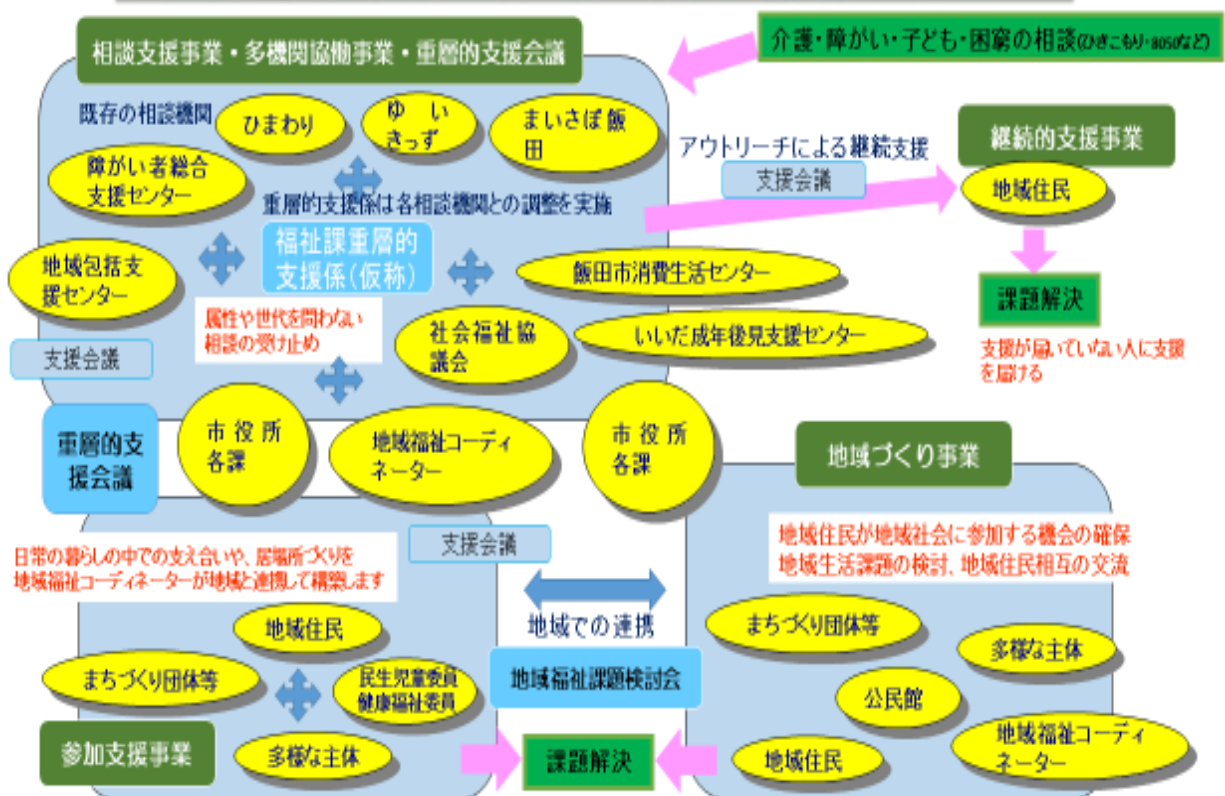 相談支援事業・多機関協働事業・重層的支援会議
介護・障がい・子ども・困窮の相談(ひきこもり・8050など)
既存の相談機関
ひまわり
ゆい
きっず
まいさぽ飯
田
障がい者総合
支援センター
アウトリーチによる継続支援
支援会議
継続的支援事業
地域住民
重層的支援係は各相談機関との調整を実施
福祉課重層的
支援係(仮称)
地域包括支
援センター
飯田市消費生活センター
課題解決
属性や世代を問わない
相談の受け止め
社会福祉協
議会
いいだ成年後見支援センター
支援が届いていない人に支援
を届ける
支援会議
重層的支
援会議
市役所
各課
地域福祉コーディ
ネーター
市役所
各課
地域づくり事業
支援会議
日常の暮らしの中での支え合いや、居場所づくりを
地域福祉コーディネーターが地域と連携して構築します
地域住民が地域社会に参加する機会の確保
地域生活課題の検討、地域住民相互の交流
地域住民
まちづくり団体等
民生児童委員
健康福祉委員
参加支援事業
多様な主体
地域での連携
地域福祉課題検討会
課題解決
まちづくり団体等
多様な主体
公民館
地域福祉コーディ
ネーター
地域住民